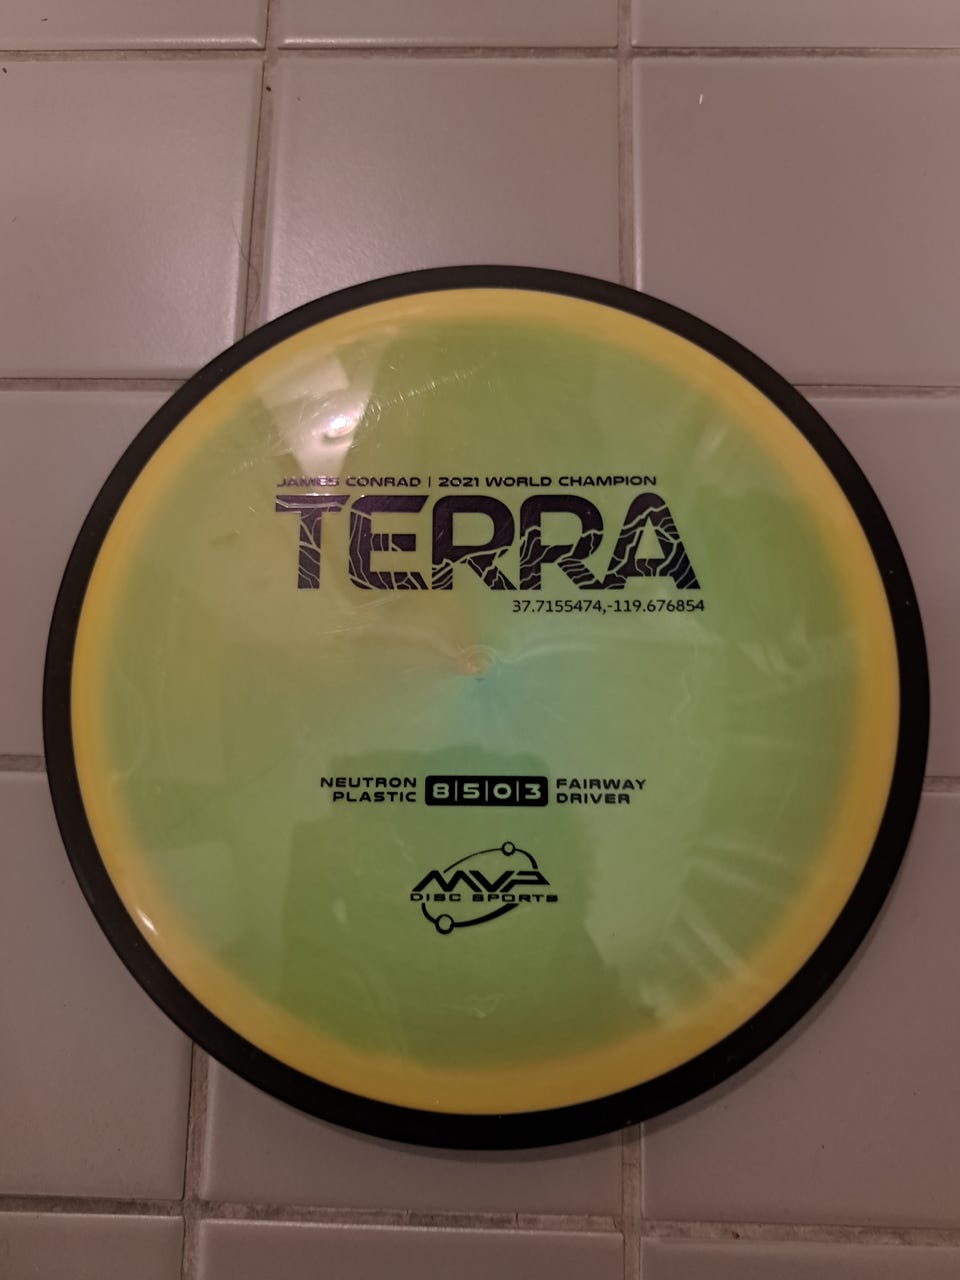 JAMES CONRAD | 2021 WORLD CHAMPION
TERRA
37.7155474,-119.676854
NEUTRON PLASTIC 8|5|0|3 FAIRWAY DRIVER
MVP
DISC SPORTS